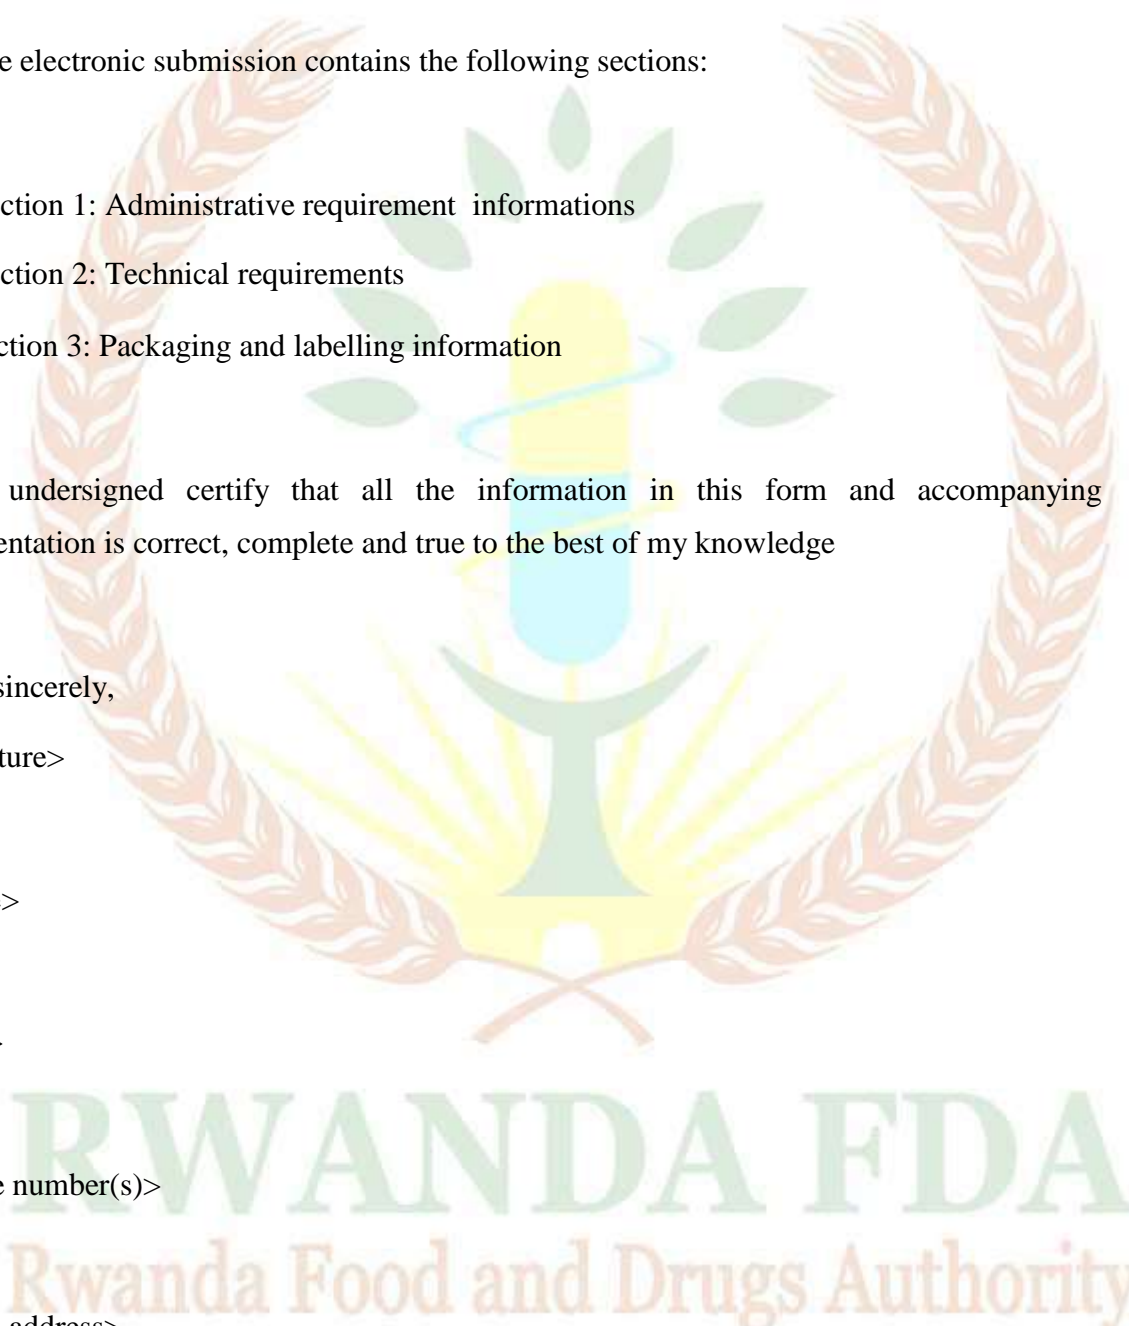 e electronic submission contains the following sections:
ction 1: Administrative requirement informations
ction 2: Technical requirements
ction 3: Packaging and labelling information
undersigned certify that all the information in this form and accompanying
entation is correct, complete and true to the best of my knowledge
sincerely,
ture>
>
>
RWANDA FDA
e number(s)>
Rwanda Food and Drugs Authority
address>